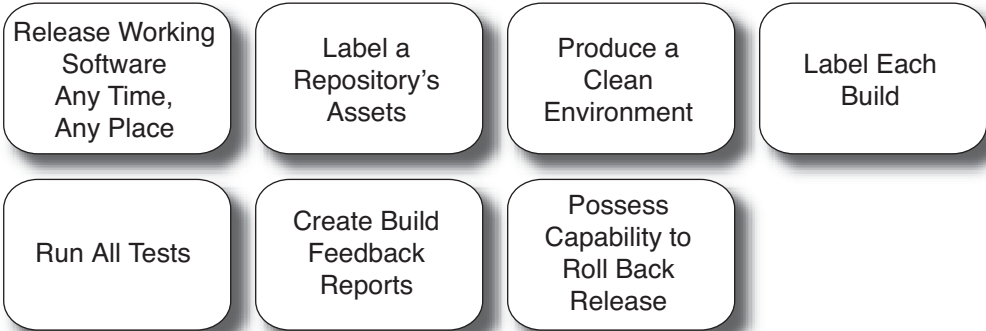 Release Working
Software
Any Time,
Any Place
Label a
Repository's
Assets
Produce a
Clean
Environment
Label Each
Build
Run All Tests
Create Build
Feedback
Reports
Possess
Capability to
Roll Back
Release